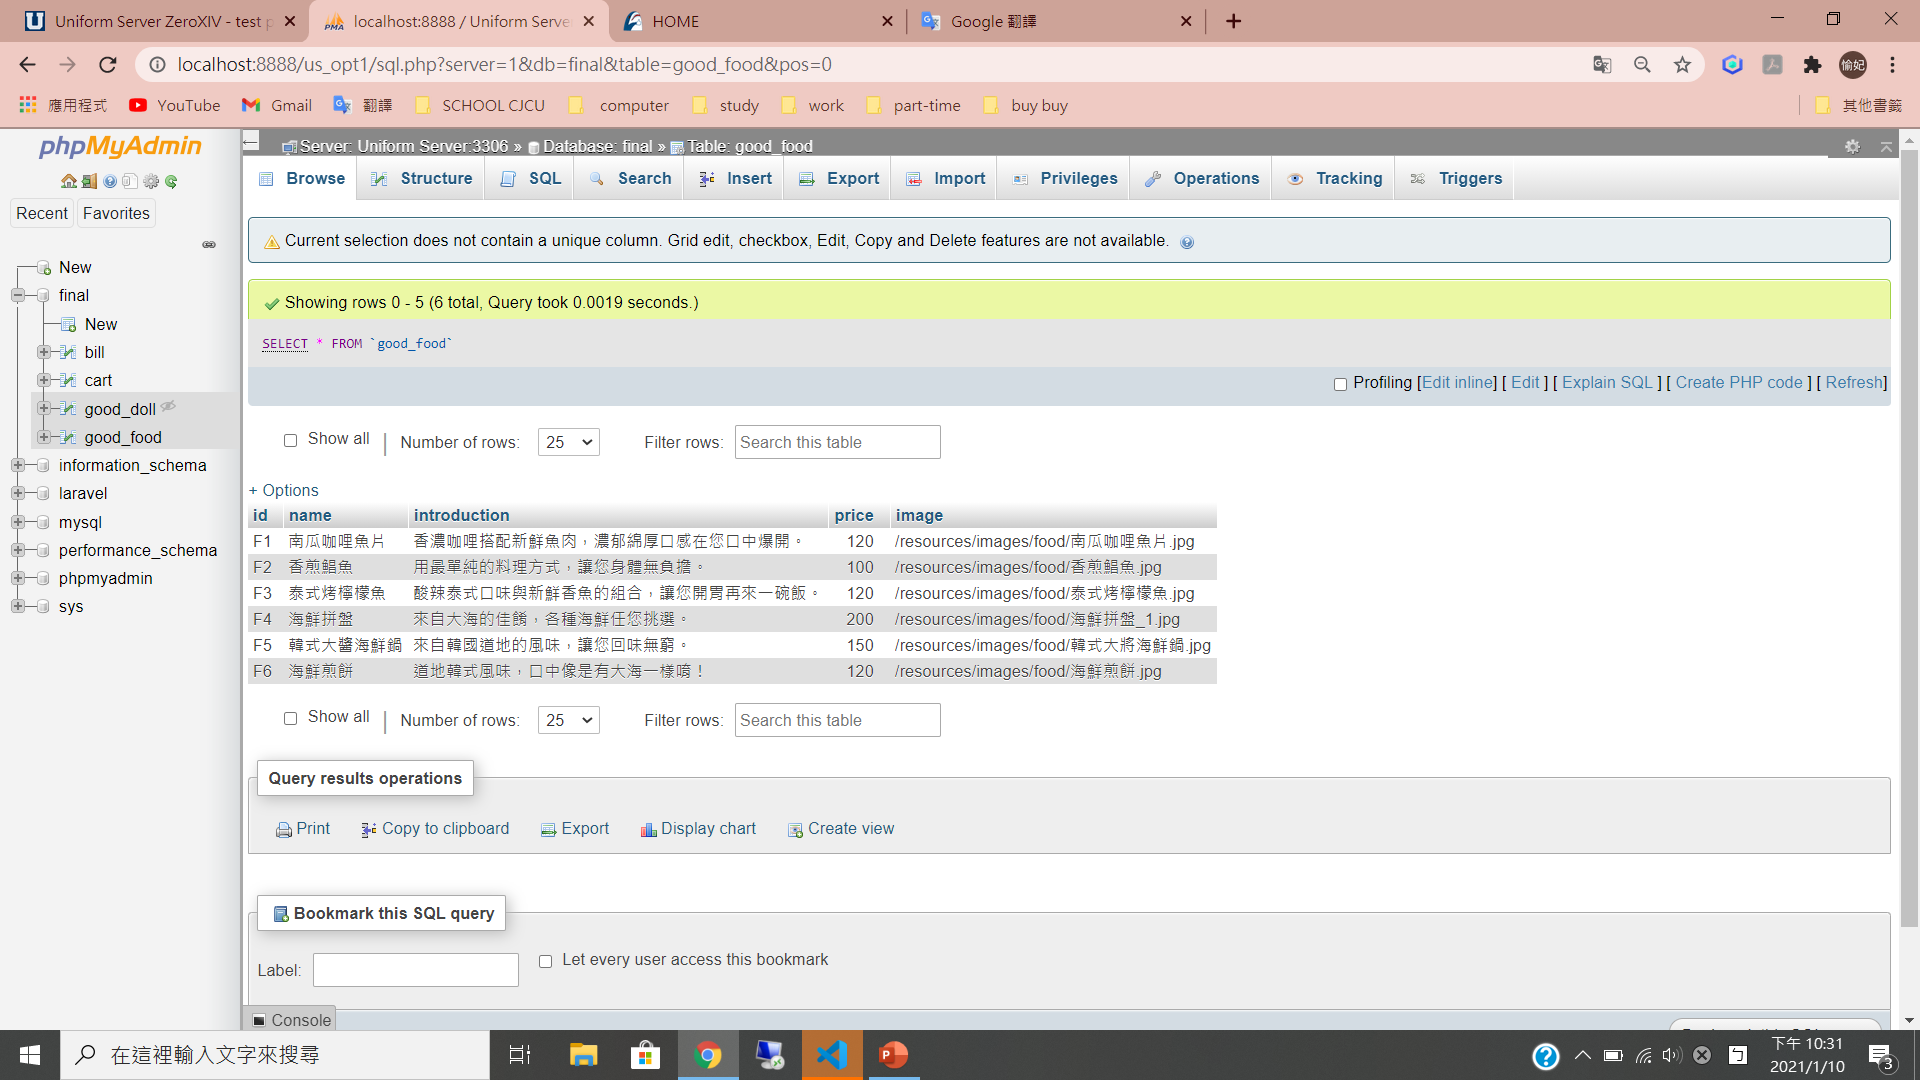 Uniform Server ZeroXIV - test p
localhost:8888 / Uniform Serve
HOME
Google 翻譯
localhost:8888/us_opt1/sql.php?server=1&db=final&table=good_food&pos=0
愉妃
應用程式
YouTube
Gmail
翻譯
SCHOOL CJCU
computer
study
work
part-time
buy buy
其他書籤
phpMyAdmin
Recent
Favorites
New
final
New
bill
cart
good_doll
good_food
information_schema
laravel
mysql
performance_schema
phpmyadmin
sys
Server: Uniform Server:3306 » Database: final » Table: good_food
Browse
Structure
SQL
Search
Insert
Export
Import
Privileges
Operations
Tracking
Triggers
Current selection does not contain a unique column. Grid edit, checkbox, Edit, Copy and Delete features are not available.
Showing rows 0 - 5 (6 total, Query took 0.0019 seconds.)
SELECT * FROM `good_food`
Profiling [Edit inline] [ Edit ] [ Explain SQL ] [ Create PHP code ] [ Refresh]
Show all | Number of rows: 25 Filter rows: Search this table
+ Options
id name introduction price image
F1 南瓜咖哩魚片 香濃咖哩搭配新鮮魚肉，濃郁綿厚口感在您口中爆開。 120 /resources/images/food/南瓜咖哩魚片.jpg
F2 香煎鯧魚 用最單純的料理方式，讓您身體無負擔。 100 /resources/images/food/香煎鯧魚.jpg
F3 泰式烤檸檬魚 酸辣泰式口味與新鮮香魚的組合，讓您開胃再來一碗飯。 120 /resources/images/food/泰式烤檸檬魚.jpg
F4 海鮮拼盤 來自大海的佳餚，各種海鮮任您挑選。 200 /resources/images/food/海鮮拼盤_1.jpg
F5 韓式大醬海鮮鍋 來自韓國道地的風味，讓您回味無窮。 150 /resources/images/food/韓式大將海鮮鍋.jpg
F6 海鮮煎餅 道地韓式風味，口中像是有大海一樣唷！ 120 /resources/images/food/海鮮煎餅.jpg
Show all | Number of rows: 25 Filter rows: Search this table
Query results operations
Print
Copy to clipboard
Export
Display chart
Create view
Bookmark this SQL query
Label:
Let every user access this bookmark
Console
在這裡輸入文字來搜尋
下午 10:31
2021/1/10
3